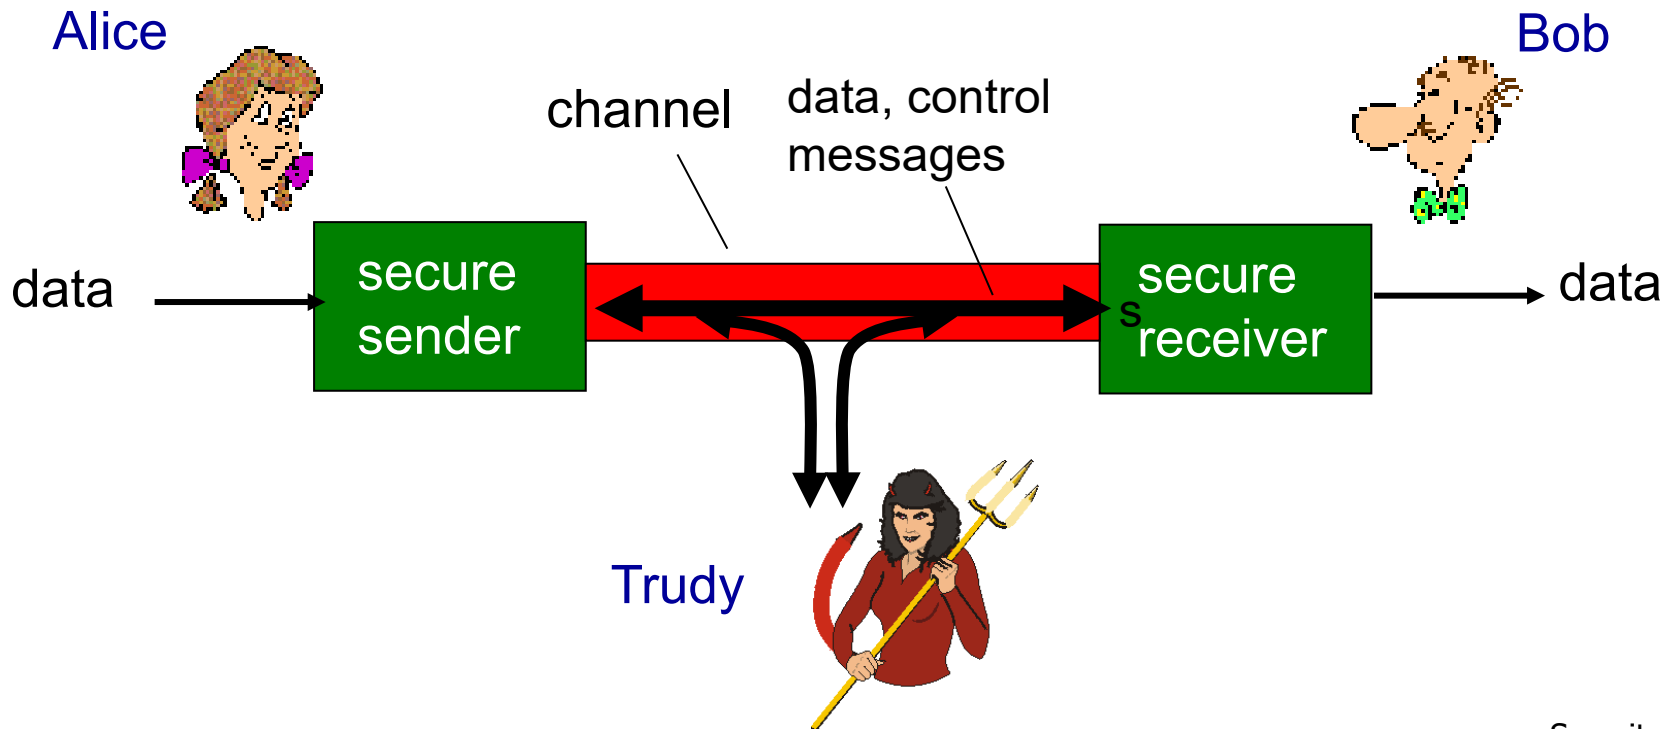 Alice
Bob
channel
data, control
messages
data
secure
sender
s
secure
receiver
data
Trudy